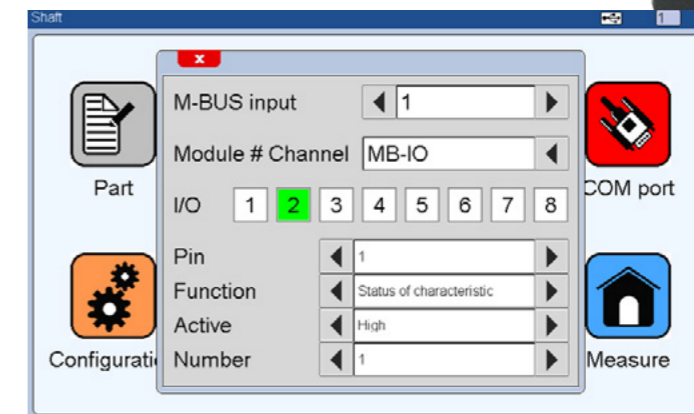 Shaft 1
x
M-BUS input 1
Module # Channel MB-IO
I/O 1 2 3 4 5 6 7 8
Pin 1
Function Status of characteristic
Active High
Number 1
Part
COM port
Configurati
Measure